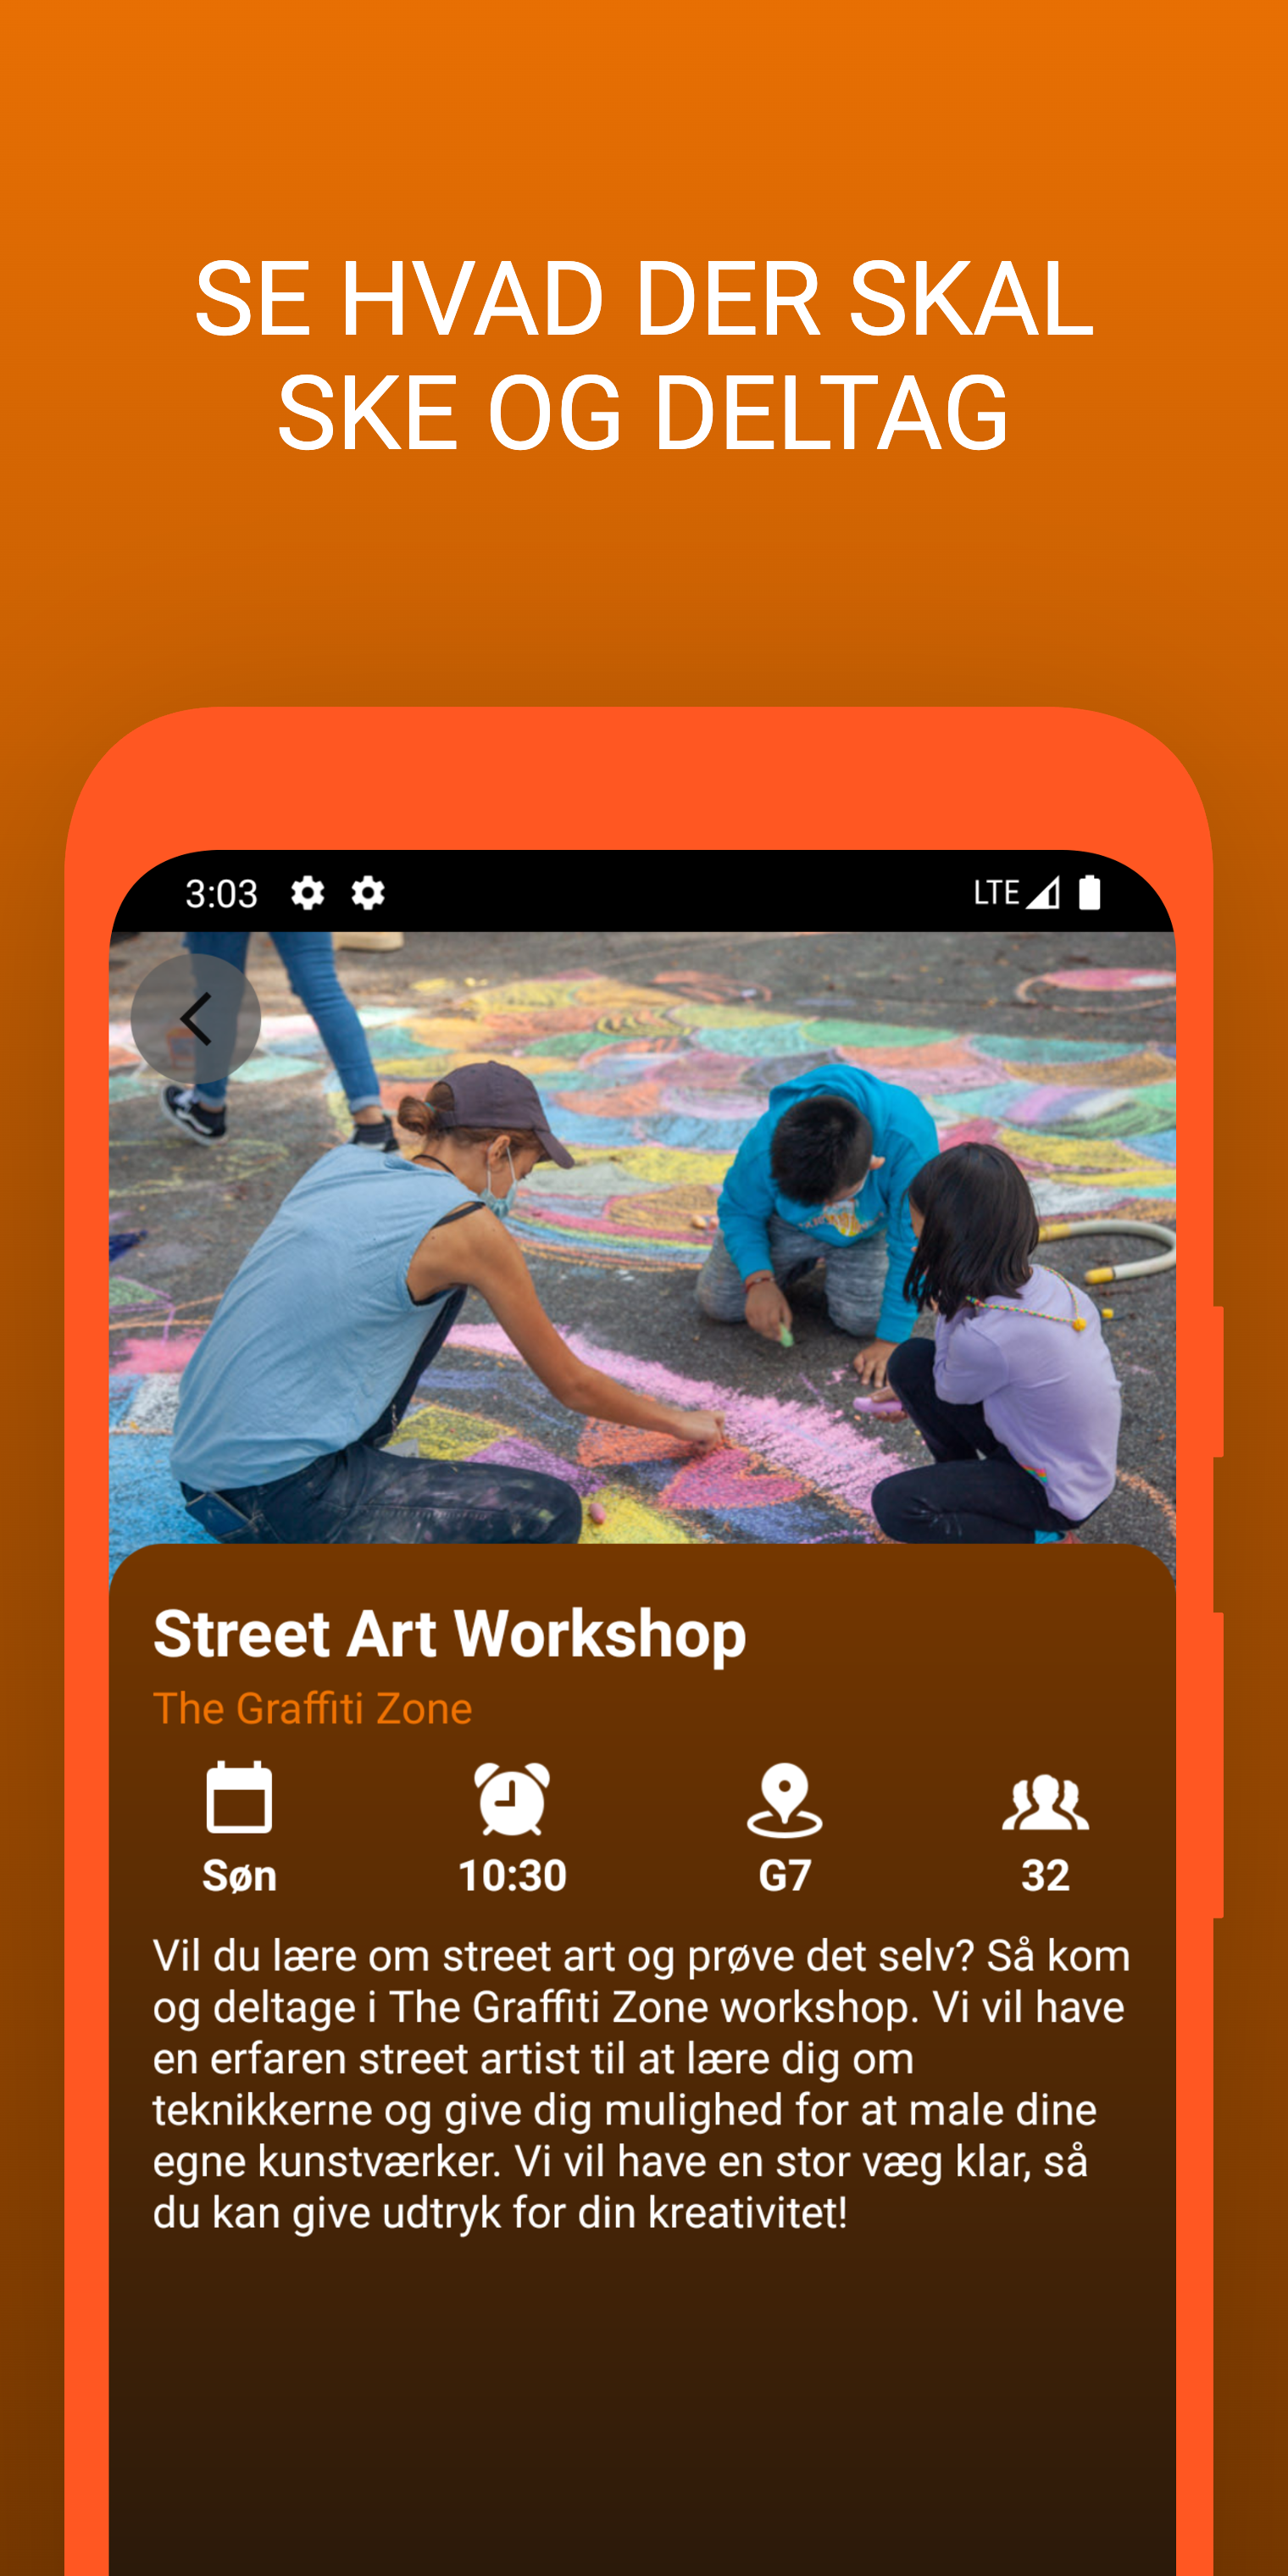 SE HVAD DER SKAL
SKE OG DELTAG
3:03
LTE
Street Art Workshop
The Graffiti Zone
Søn
10:30
G7
32
Vil du lære om street art og prøve det selv? Så kom
og deltage i The Graffiti Zone workshop. Vi vil have
en erfaren street artist til at lære dig om
teknikkerne og give dig mulighed for at male dine
egne kunstværker. Vi vil have en stor væg klar, så
du kan give udtryk for din kreativitet!